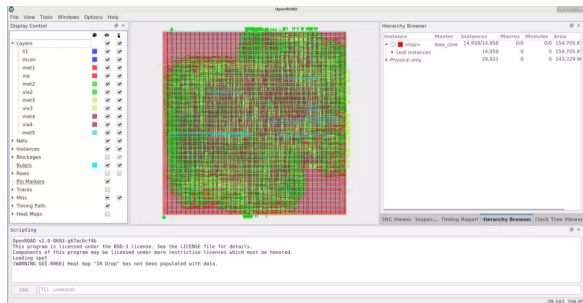 OpenROAD
File View Tools Windows Options Help
Display Control
Layers
li1
mcon
met1
via
met2
via2
met3
via3
met4
via4
met5
Nets
Instances
Blockages
Rulers
Rows
Pin Markers
Tracks
Misc
Timing Path
Heat Maps
Hierarchy Browser
Instance Master Instances Macros Modules Area
<top> ibex_core 14,958/14,958 0/0 0/0 154,705.8
Leaf instances 14,958 0 0 154,705.8
Physical only 29,921 0 143,329.9
DRC Viewer Inspec... Timing Report Hierarchy Browser Clock Tree Viewer
Scripting
OpenROAD v2.0-8693-g67ac6cf4b
This program is licensed under the BSD-3 license. See the LICENSE file for details.
Components of this program may be licensed under more restrictive licenses which must be honored.
Loading spef
[WARNING GUI-0066] Heat map "IR Drop" has not been populated with data.
Idle TCL commands